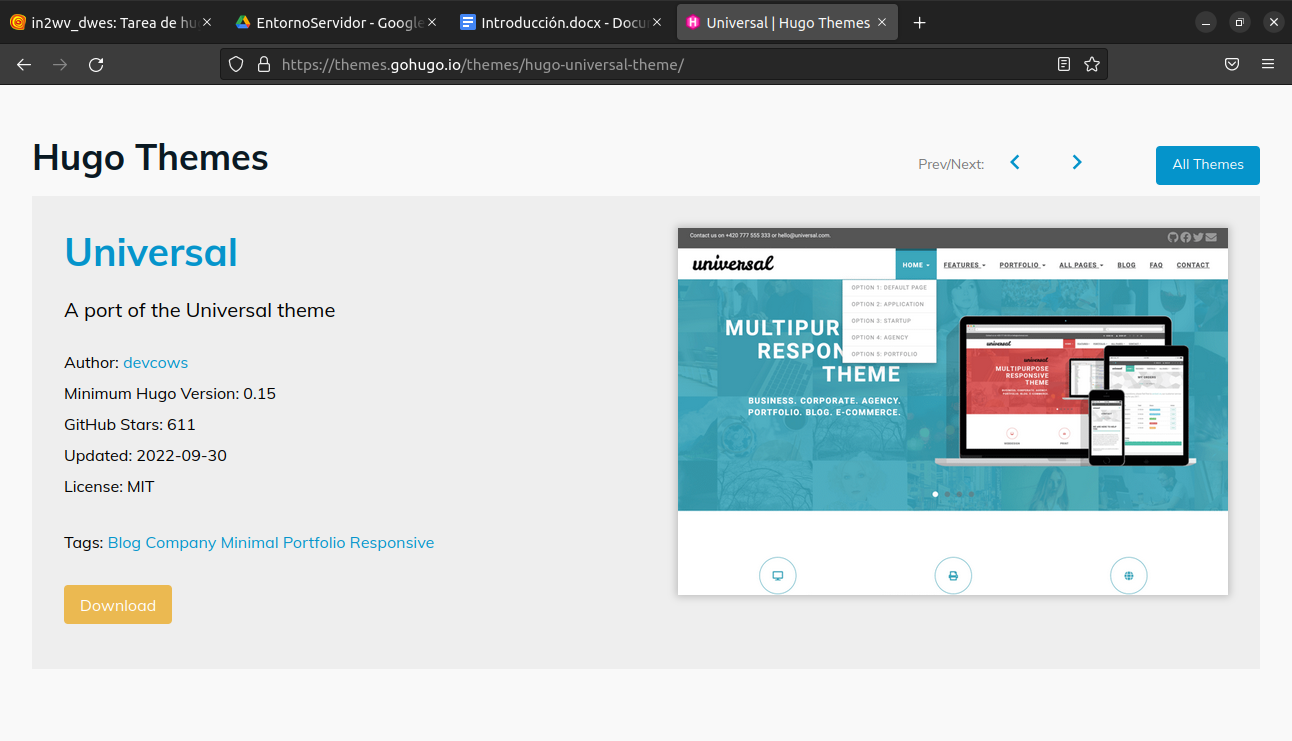 in2wv_dwes: Tarea de hu
EntornoServidor - Google
Introducción.docx - Docu
Universal | Hugo Themes
https://themes.gohugo.io/themes/hugo-universal-theme/
Hugo Themes
Prev/Next:
All Themes
Universal
A port of the Universal theme
Author: devcows
Minimum Hugo Version: 0.15
GitHub Stars: 611
Updated: 2022-09-30
License: MIT
Tags: Blog Company Minimal Portfolio Responsive
Download
Contact us on +420 777 555 333 or hello@universal.com.
universal
HOME FEATURES PORTFOLIO ALL PAGES BLOG FAQ CONTACT
OPTION 1: DEFAULT PAGE
OPTION 2: APPLICATION
OPTION 3: STARTUP
OPTION 4: AGENCY
OPTION 5: PORTFOLIO
MULTIPUR
RESPON
THEME
BUSINESS. CORPORATE. AGENCY.
PORTFOLIO. BLOG. E-COMMERCE.
universal
MULTIPURPOSE
RESPONSIVE
THEME